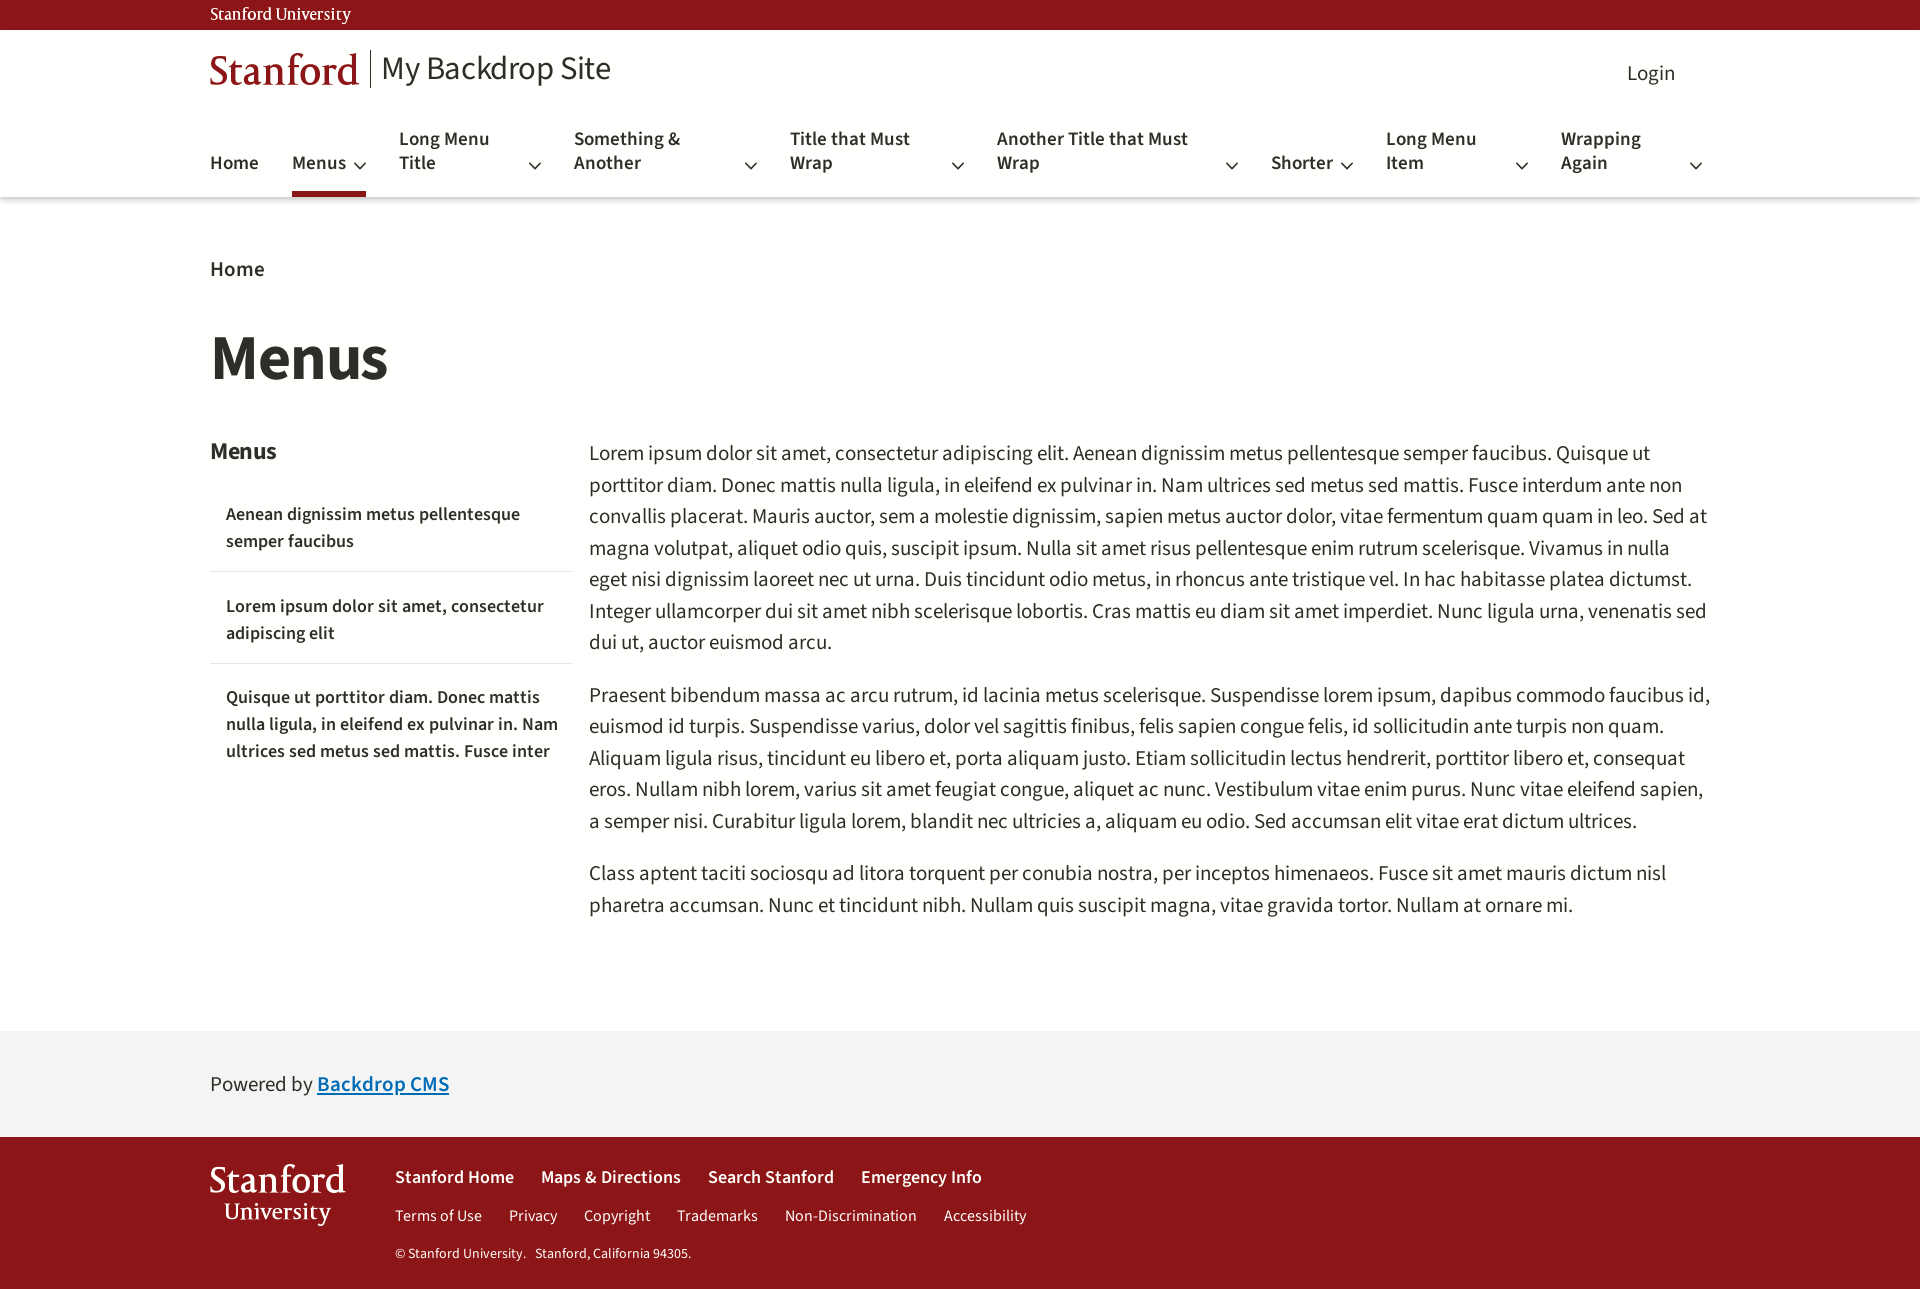 Stanford University
Stanford My Backdrop Site
Login
Home
Menus
Long Menu
Title
Something &
Another
Title that Must
Wrap
Another Title that Must
Wrap
Shorter
Long Menu
Item
Wrapping
Again
Home
Menus
Menus
Aenean dignissim metus pellentesque
semper faucibus
Lorem ipsum dolor sit amet, consectetur
adipiscing elit
Quisque ut porttitor diam. Donec mattis
nulla ligula, in eleifend ex pulvinar in. Nam
ultrices sed metus sed mattis. Fusce inter
Lorem ipsum dolor sit amet, consectetur adipiscing elit. Aenean dignissim metus pellentesque semper faucibus. Quisque ut
porttitor diam. Donec mattis nulla ligula, in eleifend ex pulvinar in. Nam ultrices sed metus sed mattis. Fusce interdum ante non
convallis placerat. Mauris auctor, sem a molestie dignissim, sapien metus auctor dolor, vitae fermentum quam quam in leo. Sed at
magna volutpat, aliquet odio quis, suscipit ipsum. Nulla sit amet risus pellentesque enim rutrum scelerisque. Vivamus in nulla
eget nisi dignissim laoreet nec ut urna. Duis tincidunt odio metus, in rhoncus ante tristique vel. In hac habitasse platea dictumst.
Integer ullamcorper dui sit amet nibh scelerisque lobortis. Cras mattis eu diam sit amet imperdiet. Nunc ligula urna, venenatis sed
dui ut, auctor euismod arcu.
Praesent bibendum massa ac arcu rutrum, id lacinia metus scelerisque. Suspendisse lorem ipsum, dapibus commodo faucibus id,
euismod id turpis. Suspendisse varius, dolor vel sagittis finibus, felis sapien congue felis, id sollicitudin ante turpis non quam.
Aliquam ligula risus, tincidunt eu libero et, porta aliquam justo. Etiam sollicitudin lectus hendrerit, porttitor libero et, consequat
eros. Nullam nibh lorem, varius sit amet feugiat congue, aliquet ac nunc. Vestibulum vitae enim purus. Nunc vitae eleifend sapien,
a semper nisi. Curabitur ligula lorem, blandit nec ultricies a, aliquam eu odio. Sed accumsan elit vitae erat dictum ultrices.
Class aptent taciti sociosqu ad litora torquent per conubia nostra, per inceptos himenaeos. Fusce sit amet mauris dictum nisl
pharetra accumsan. Nunc et tincidunt nibh. Nullam quis suscipit magna, vitae gravida tortor. Nullam at ornare mi.
Powered by Backdrop CMS
Stanford
University
Stanford Home Maps & Directions Search Stanford Emergency Info
Terms of Use Privacy Copyright Trademarks Non-Discrimination Accessibility
© Stanford University. Stanford, California 94305.